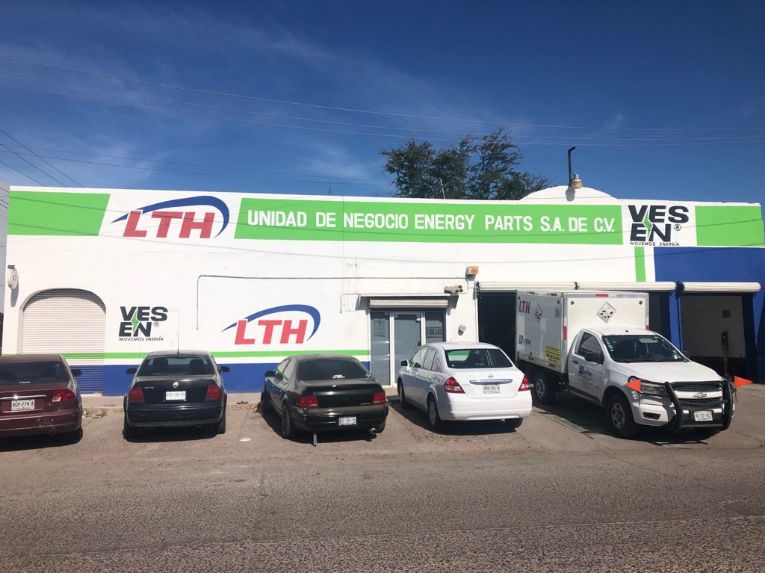 LTH
UNIDAD DE NEGOCIO ENERGY PARTS S.A. DE C.V.
VES
EN®
MOVEMOS ENERGÍA
VES
EN®
MOVEMOS ENERGÍA
LTH
LTH